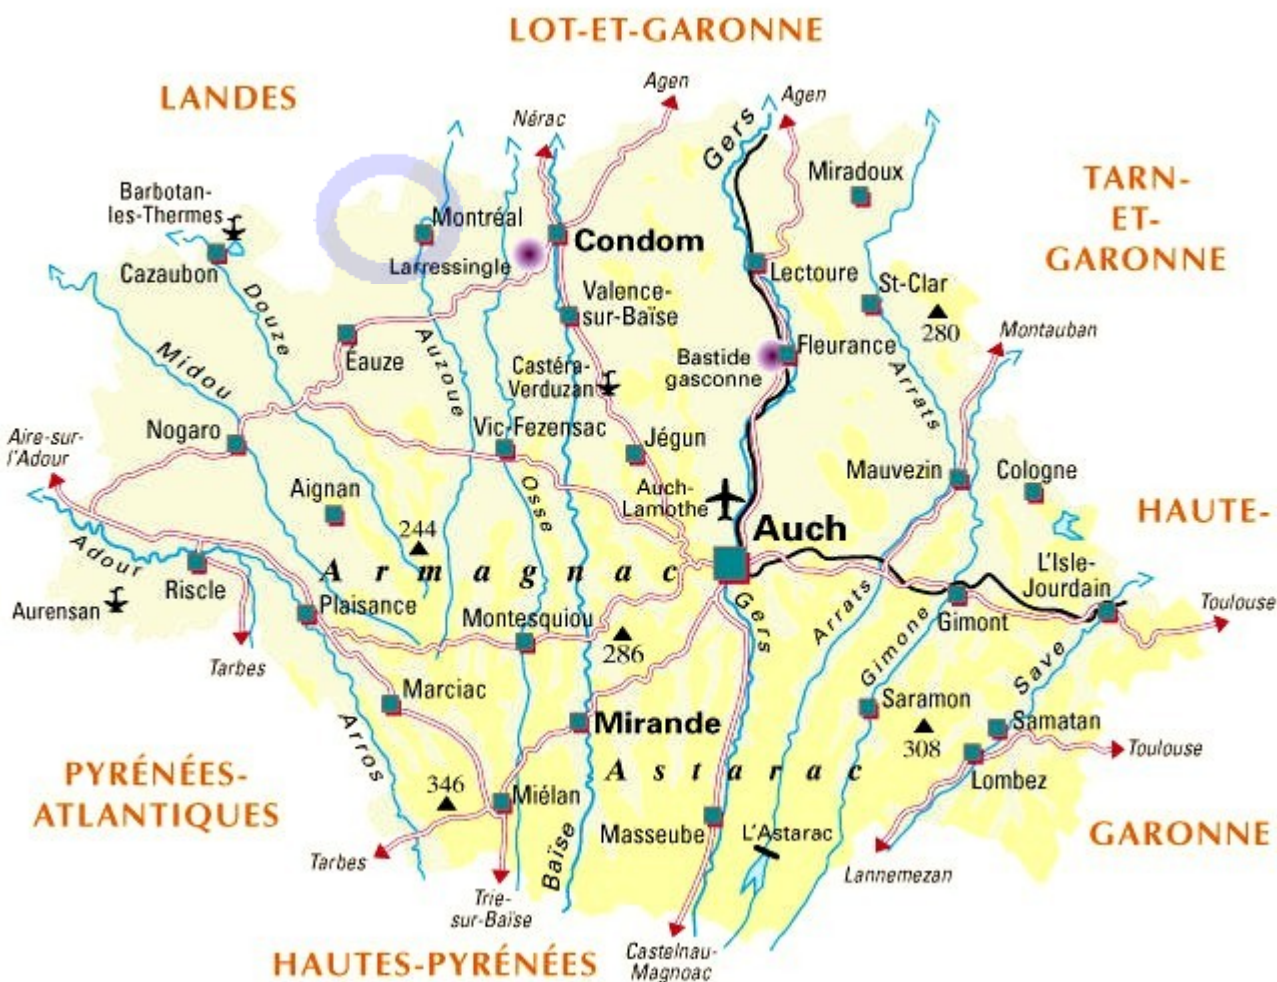 LOT-ET-GARONNE
LANDES
Agen
Agen
Nérac
Gers
Miradoux
TARN-
ET-
GARONNE
Barbotan-
les-Thermes
Montréal
Condom
Larressingle
Cazaubon
Lectoure
St-Clar
Douze
Valence-
sur-Baïse
280
Montauban
Midou
Éauze
Auzoue
Castéra-
Verduzan
Bastide
gasconne
Fleurance
Arrats
Nogaro
Vic-Fezensac
Jégun
Aire-sur-
l'Adour
Mauvezin
Cologne
Aignan
Osse
Auch-
Lamothe
244
Auch
HAUTE-
Adour
Riscle
Armagnac
L'Isle-
Jourdain
Aurensan
Plaisance
Montesquiou
Gers
Arrats
Gimone
Gimont
Toulouse
286
Tarbes
Save
Marciac
Mirande
Saramon
Samatan
308
Toulouse
Arros
PYRÉNÉES-
ATLANTIQUES
346
Miélan
Astarac
Lombez
Masseube
L'Astarac
GARONNE
Tarbes
Baïse
Lannemezan
Trie-
sur-Baïse
HAUTES-PYRÉNÉES
Castelnau-
Magnoac